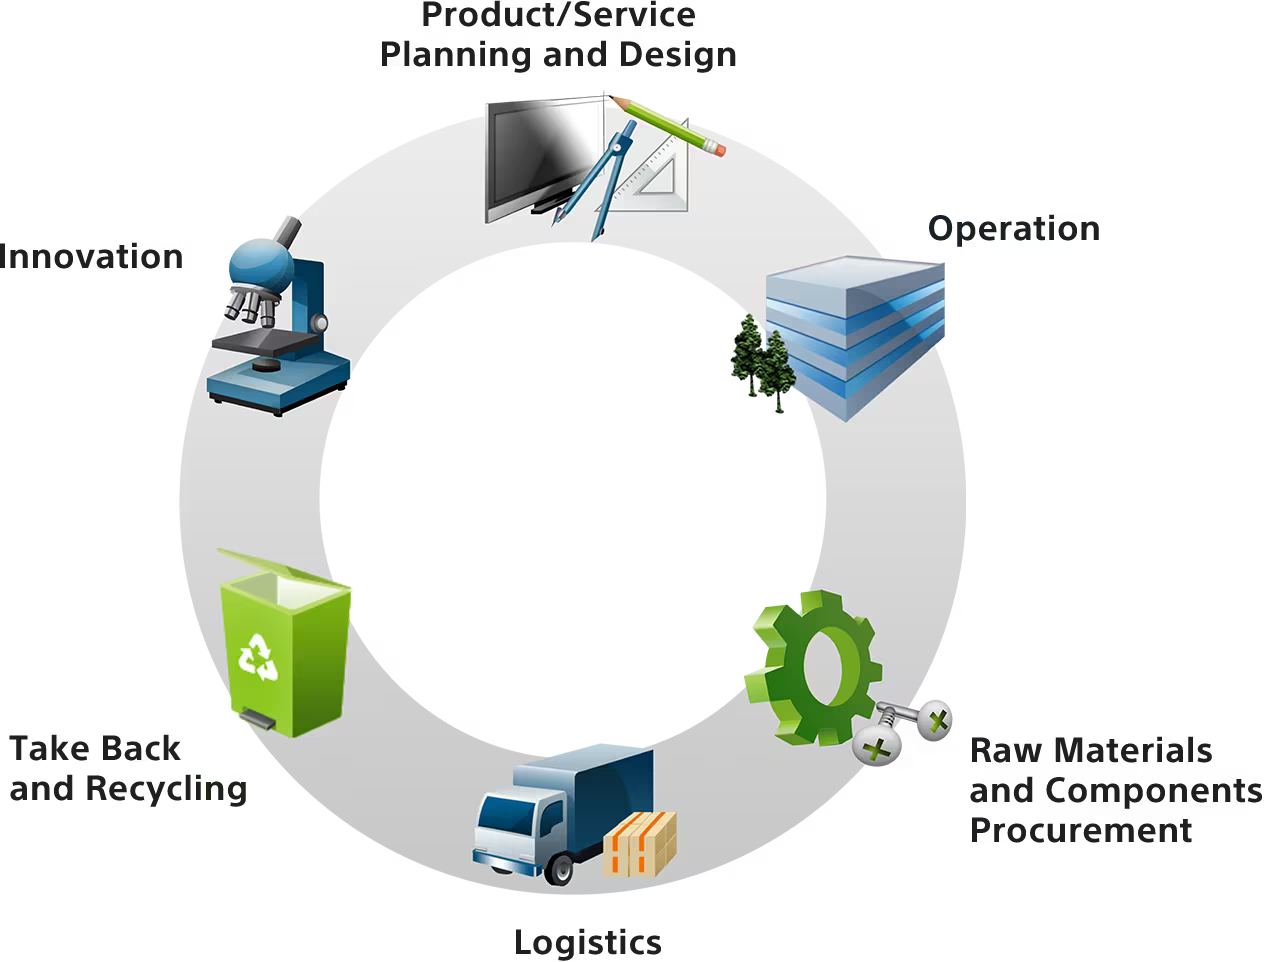 Product/Service
Planning and Design
Operation
Innovation
Take Back
and Recycling
Raw Materials
and Components
Procurement
Logistics